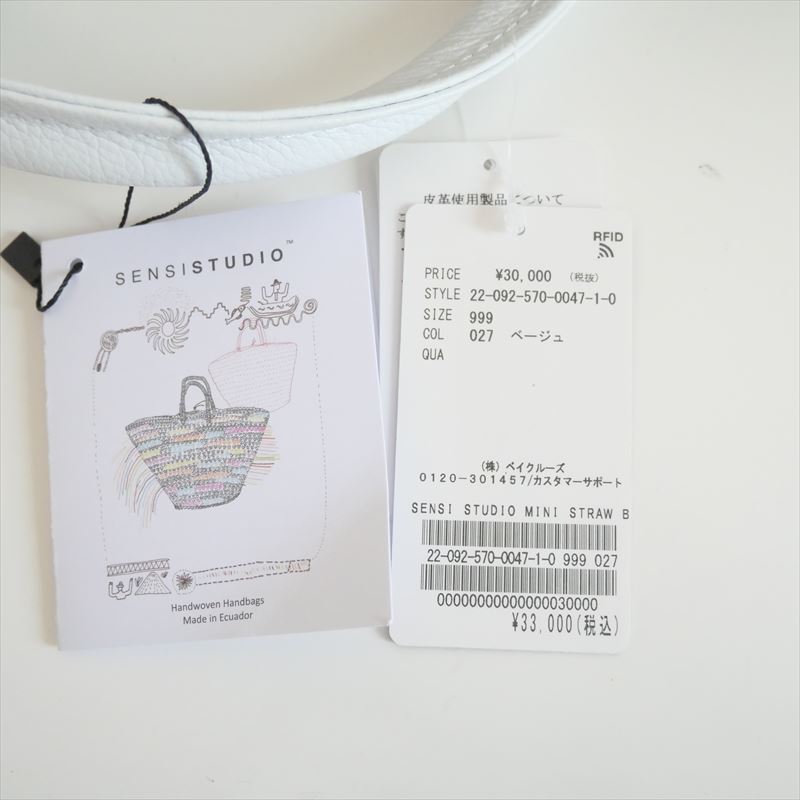 SENSISTUDIO™
Handwoven Handbags
Made in Ecuador
皮革使用製品について
RFID
PRICE ¥30,000 (税抜)
STYLE 22-092-570-0047-1-0
SIZE 999
COL 027 ベージュ
QUA
(株) ベイクルーズ
0120-301457/カスタマーサポート
SENSI STUDIO MINI STRAW B
22-092-570-0047-1-0 999 027
00000000000000030000
¥33,000(税込)